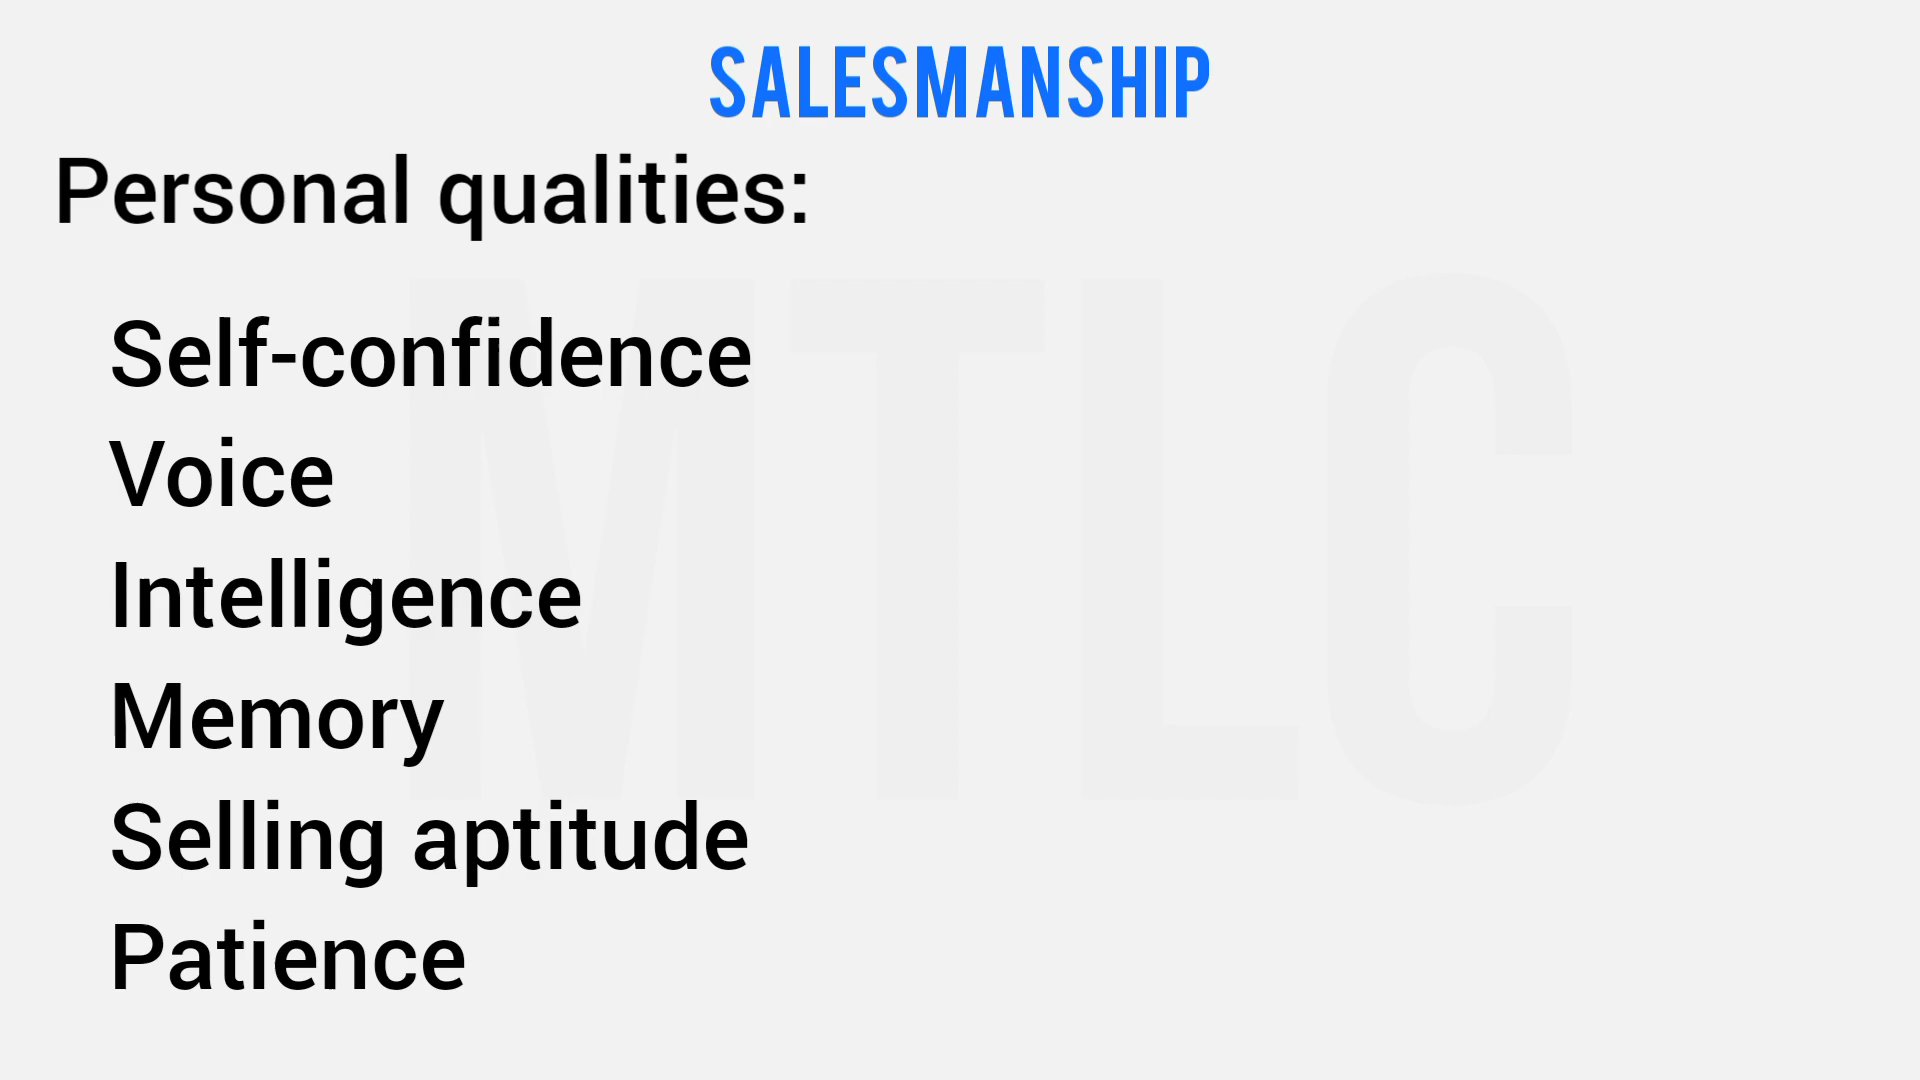 SALESMANSHIP
Personal qualities:
Self-confidence
Voice
Intelligence
Memory
Selling aptitude
Patience
MTLC